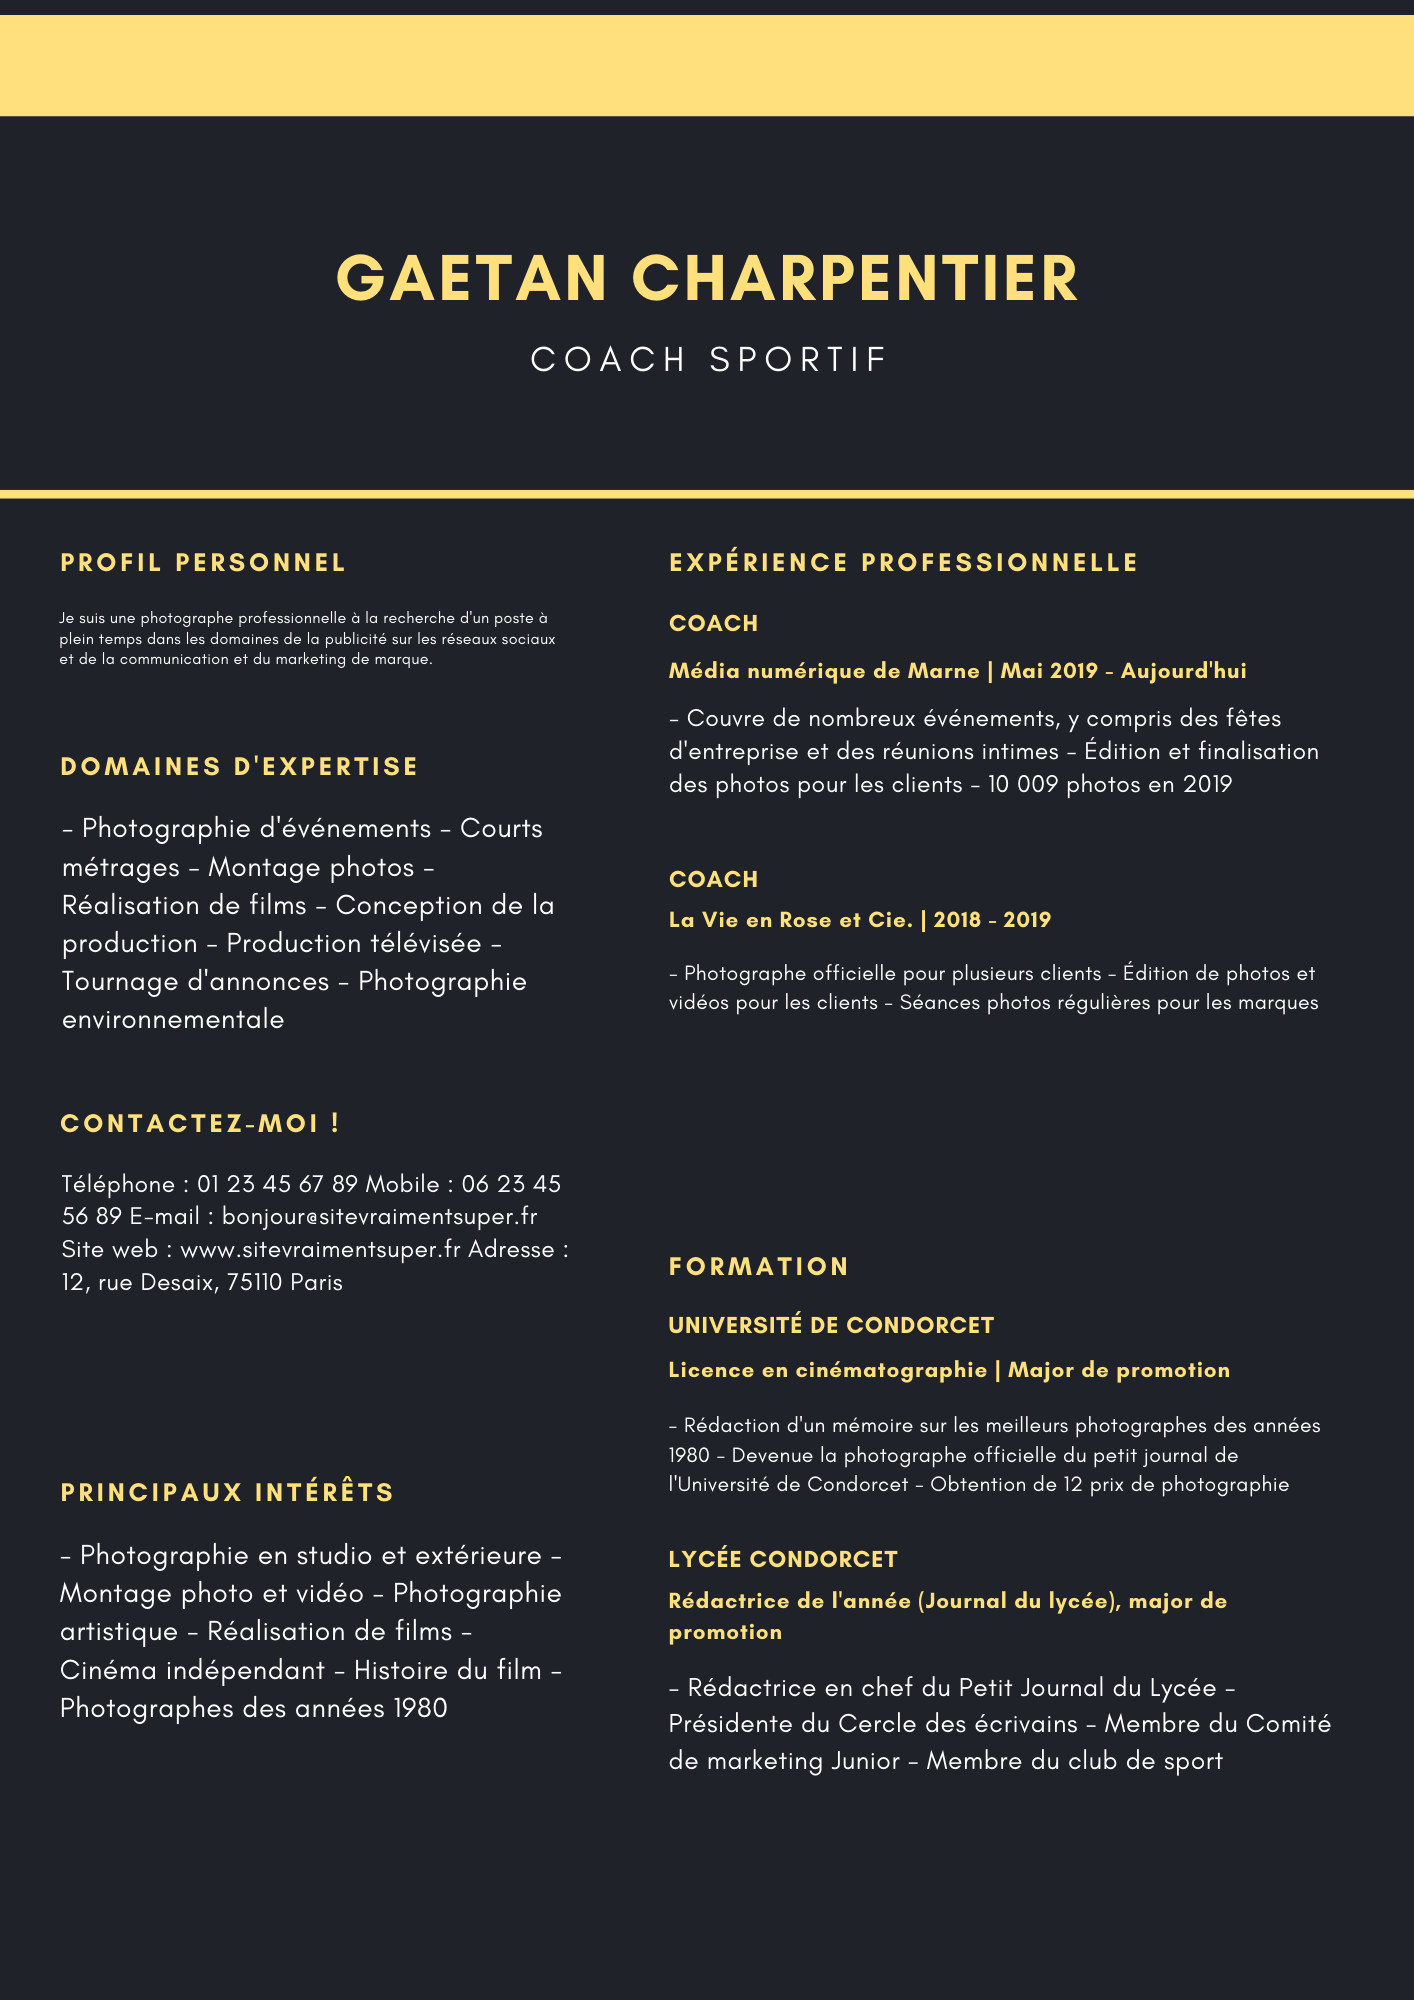 GAETAN CHARPENTIER
COACH SPORTIF
PROFIL PERSONNEL
Je suis une photographe professionnelle à la recherche d'un poste à
plein temps dans les domaines de la publicité sur les réseaux sociaux
et de la communication et du marketing de marque.
DOMAINES D'EXPERTISE
- Photographie d'événements - Courts
métrages - Montage photos -
Réalisation de films - Conception de la
production - Production télévisée -
Tournage d'annonces - Photographie
environnementale
CONTACTEZ-MOI !
Téléphone : 01 23 45 67 89 Mobile : 06 23 45
56 89 E-mail : bonjour@sitevraimentsuper.fr
Site web : www.sitevraimentsuper.fr Adresse :
12, rue Desaix, 75110 Paris
PRINCIPAUX INTÉRÊTS
- Photographie en studio et extérieure -
Montage photo et vidéo - Photographie
artistique - Réalisation de films -
Cinéma indépendant - Histoire du film -
Photographes des années 1980
EXPÉRIENCE PROFESSIONNELLE
COACH
Média numérique de Marne | Mai 2019 - Aujourd'hui
- Couvre de nombreux événements, y compris des fêtes
d'entreprise et des réunions intimes - Édition et finalisation
des photos pour les clients - 10 009 photos en 2019
COACH
La Vie en Rose et Cie. | 2018 - 2019
- Photographe officielle pour plusieurs clients - Édition de photos et
vidéos pour les clients - Séances photos régulières pour les marques
FORMATION
UNIVERSITÉ DE CONDORCET
Licence en cinématographie | Major de promotion
- Rédaction d'un mémoire sur les meilleurs photographes des années
1980 - Devenue la photographe officielle du petit journal de
l'Université de Condorcet - Obtention de 12 prix de photographie
LYCÉE CONDORCET
Rédactrice de l'année (Journal du lycée), major de
promotion
- Rédactrice en chef du Petit Journal du Lycée -
Présidente du Cercle des écrivains - Membre du Comité
de marketing Junior - Membre du club de sport